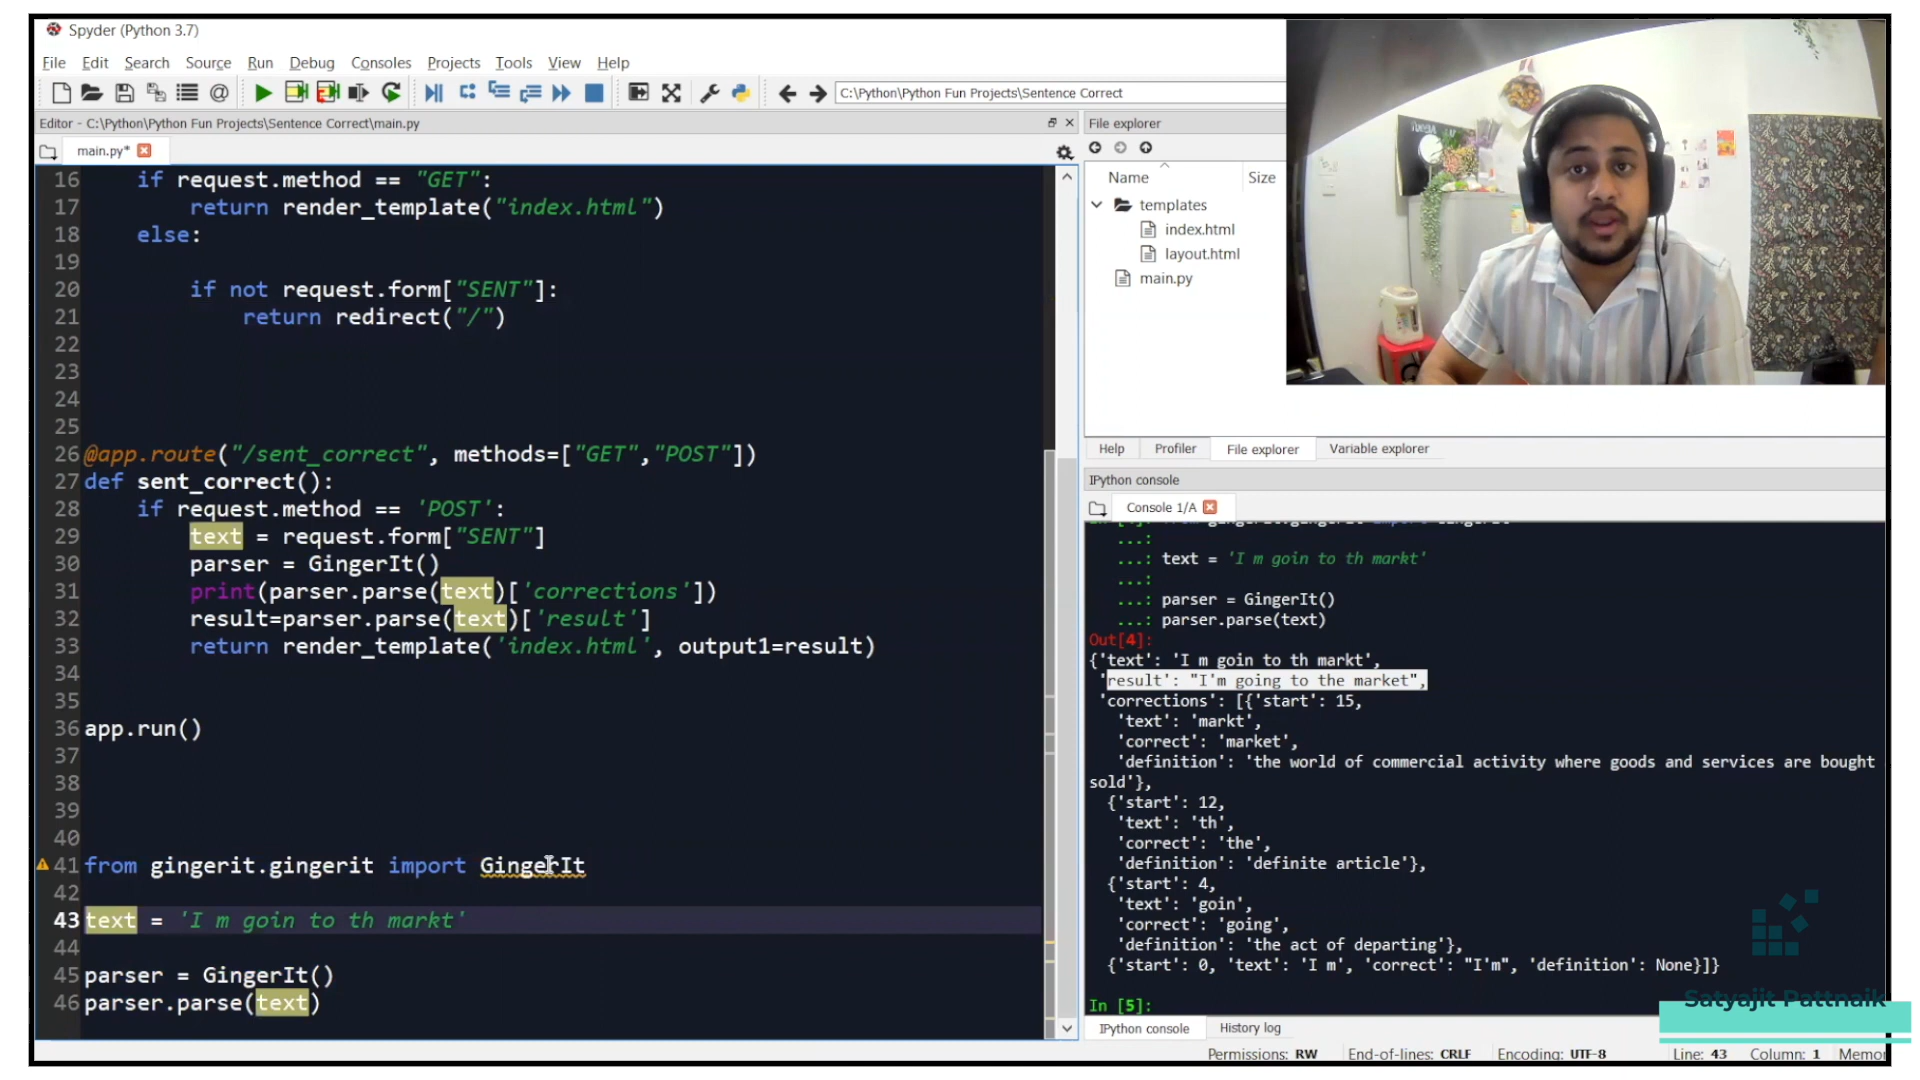 Spyder (Python 3.7)
File Edit Search Source Run Debug Consoles Projects Tools View Help
C:\Python\Python Fun Projects\Sentence Correct
Editor - C:\Python\Python Fun Projects\Sentence Correct\main.py
main.py*
16 if request.method == "GET":
17 return render_template("index.html")
18 else:
19
20 if not request.form["SENT"]:
21 return redirect("/")
22
23
24
25
26 @app.route("/sent_correct", methods=["GET","POST"])
27 def sent_correct():
28 if request.method == 'POST':
29 text = request.form["SENT"]
30 parser = GingerIt()
31 print(parser.parse(text)['corrections'])
32 result=parser.parse(text)['result']
33 return render_template('index.html', output1=result)
34
35
36 app.run()
37
38
39
40
41 from gingerit.gingerit import GingerIt
42
43 text = 'I m goin to th markt'
44
45 parser = GingerIt()
46 parser.parse(text)
File explorer
Name Size
templates
index.html
layout.html
main.py
Help Profiler File explorer Variable explorer
IPython console
Console 1/A
...:
...: text = 'I m goin to th markt'
...:
...: parser = GingerIt()
...: parser.parse(text)
Out[4]:
{'text': 'I m goin to th markt',
'result': "I'm going to the market",
'corrections': [{'start': 15,
'text': 'markt',
'correct': 'market',
'definition': 'the world of commercial activity where goods and services are bought
sold'},
{'start': 12,
'text': 'th',
'correct': 'the',
'definition': 'definite article'},
{'start': 4,
'text': 'goin',
'correct': 'going',
'definition': 'the act of departing'},
{'start': 0, 'text': 'I m', 'correct': "I'm", 'definition': None}]}
In [5]:
Satyajit Pattnaik
IPython console History log
Permissions: RW End-of-lines: CRLF Encoding: UTF-8 Line: 43 Column: 1 Memor